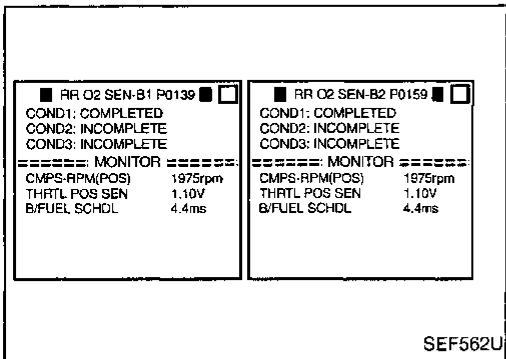 RR O2 SEN-B1 P0139
COND1: COMPLETED
COND2: INCOMPLETE
COND3: INCOMPLETE
====== MONITOR ======
CMPS-RPM(POS) 1975rpm
THRTL POS SEN 1.10V
B/FUEL SCHDL 4.4ms
RR O2 SEN-B2 P0159
COND1: COMPLETED
COND2: INCOMPLETE
COND3: INCOMPLETE
====== MONITOR ======
CMPS-RPM(POS) 1975rpm
THRTL POS SEN 1.10V
B/FUEL SCHDL 4.4ms
SEF562U